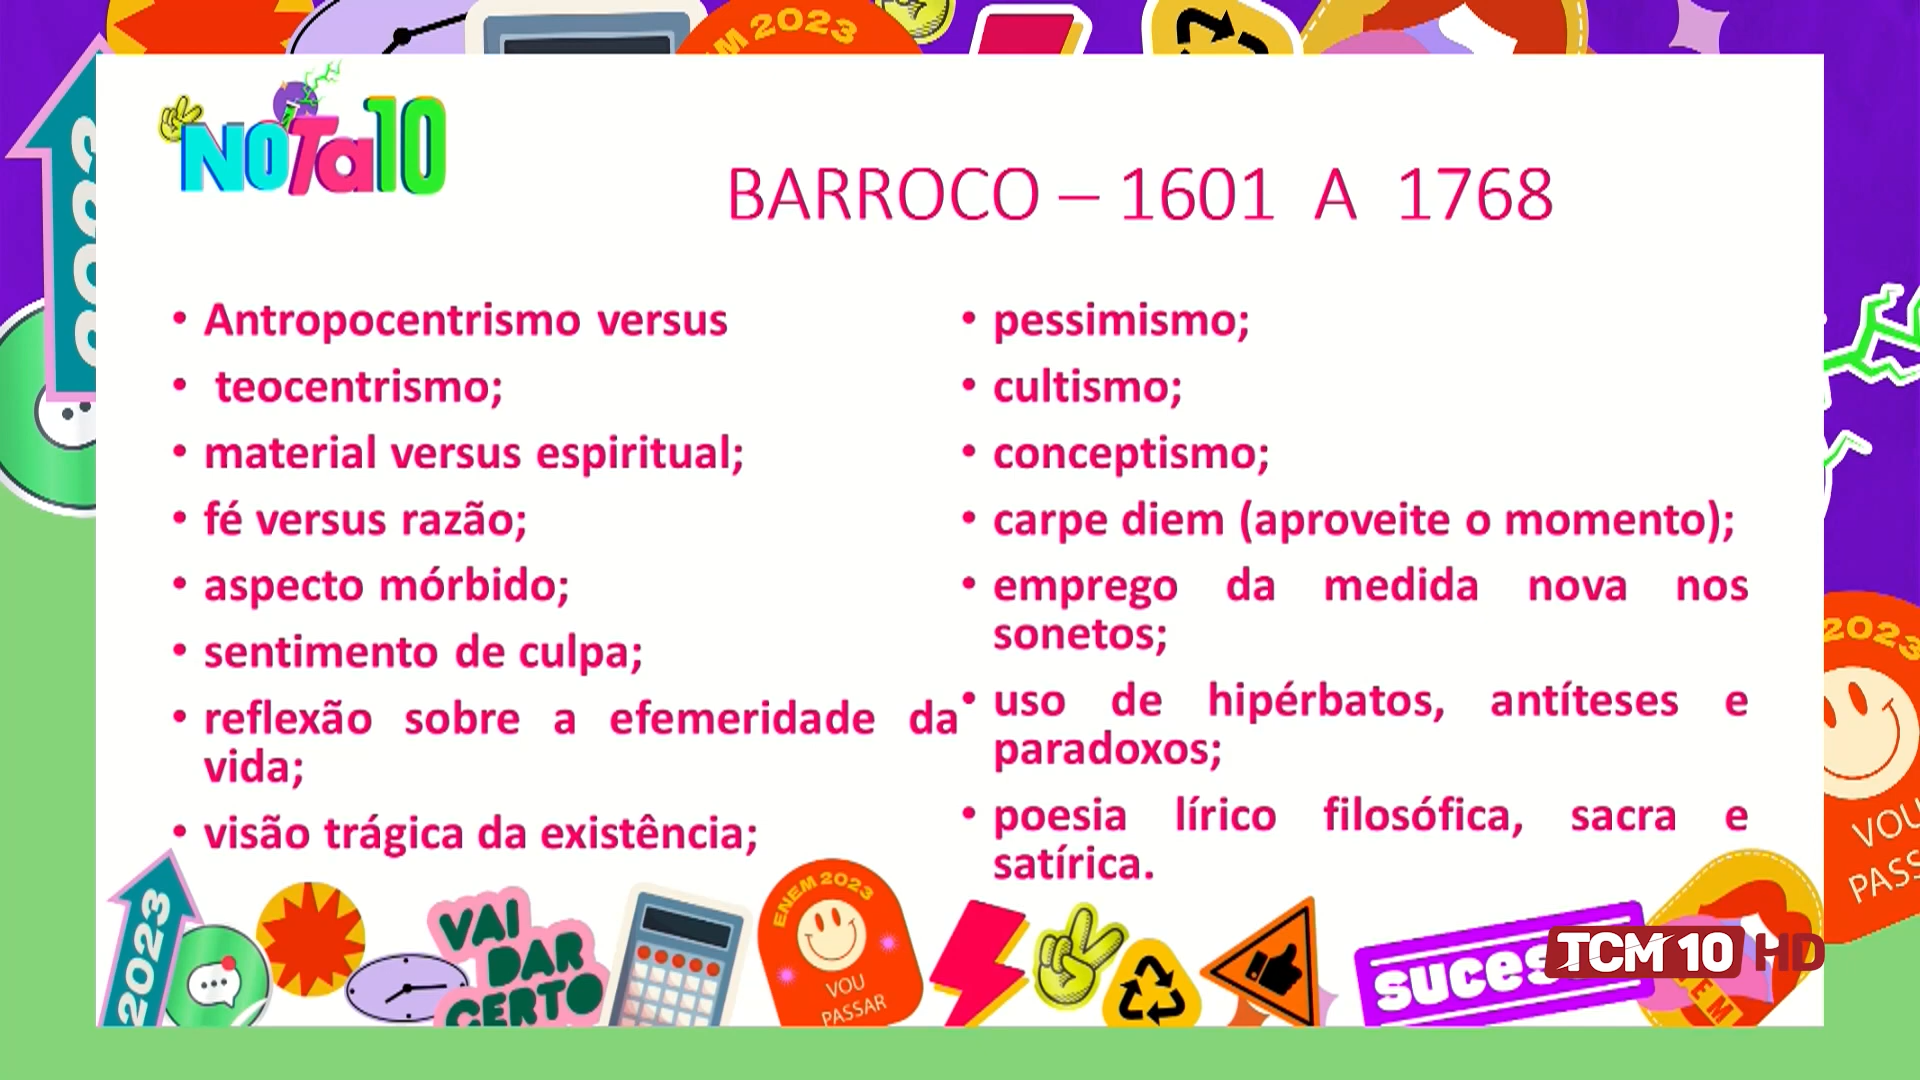 ENEM 2023
2023
NOTa10
BARROCO – 1601 A 1768
• Antropocentrismo versus
• teocentrismo;
• material versus espiritual;
• fé versus razão;
• aspecto mórbido;
• sentimento de culpa;
• reflexão sobre a efemeridade da
vida;
• visão trágica da existência;
• pessimismo;
• cultismo;
• conceptismo;
• carpe diem (aproveite o momento);
• emprego da medida nova nos
sonetos;
• uso de hipérbatos, antíteses e
paradoxos;
• poesia lírico filosófica, sacra e
satírica.
2023
VOU
PASS
2023
VAI
DAR
CERTO
ENEM 2023
VOU
PASSAR
suces
TCM 10 HD